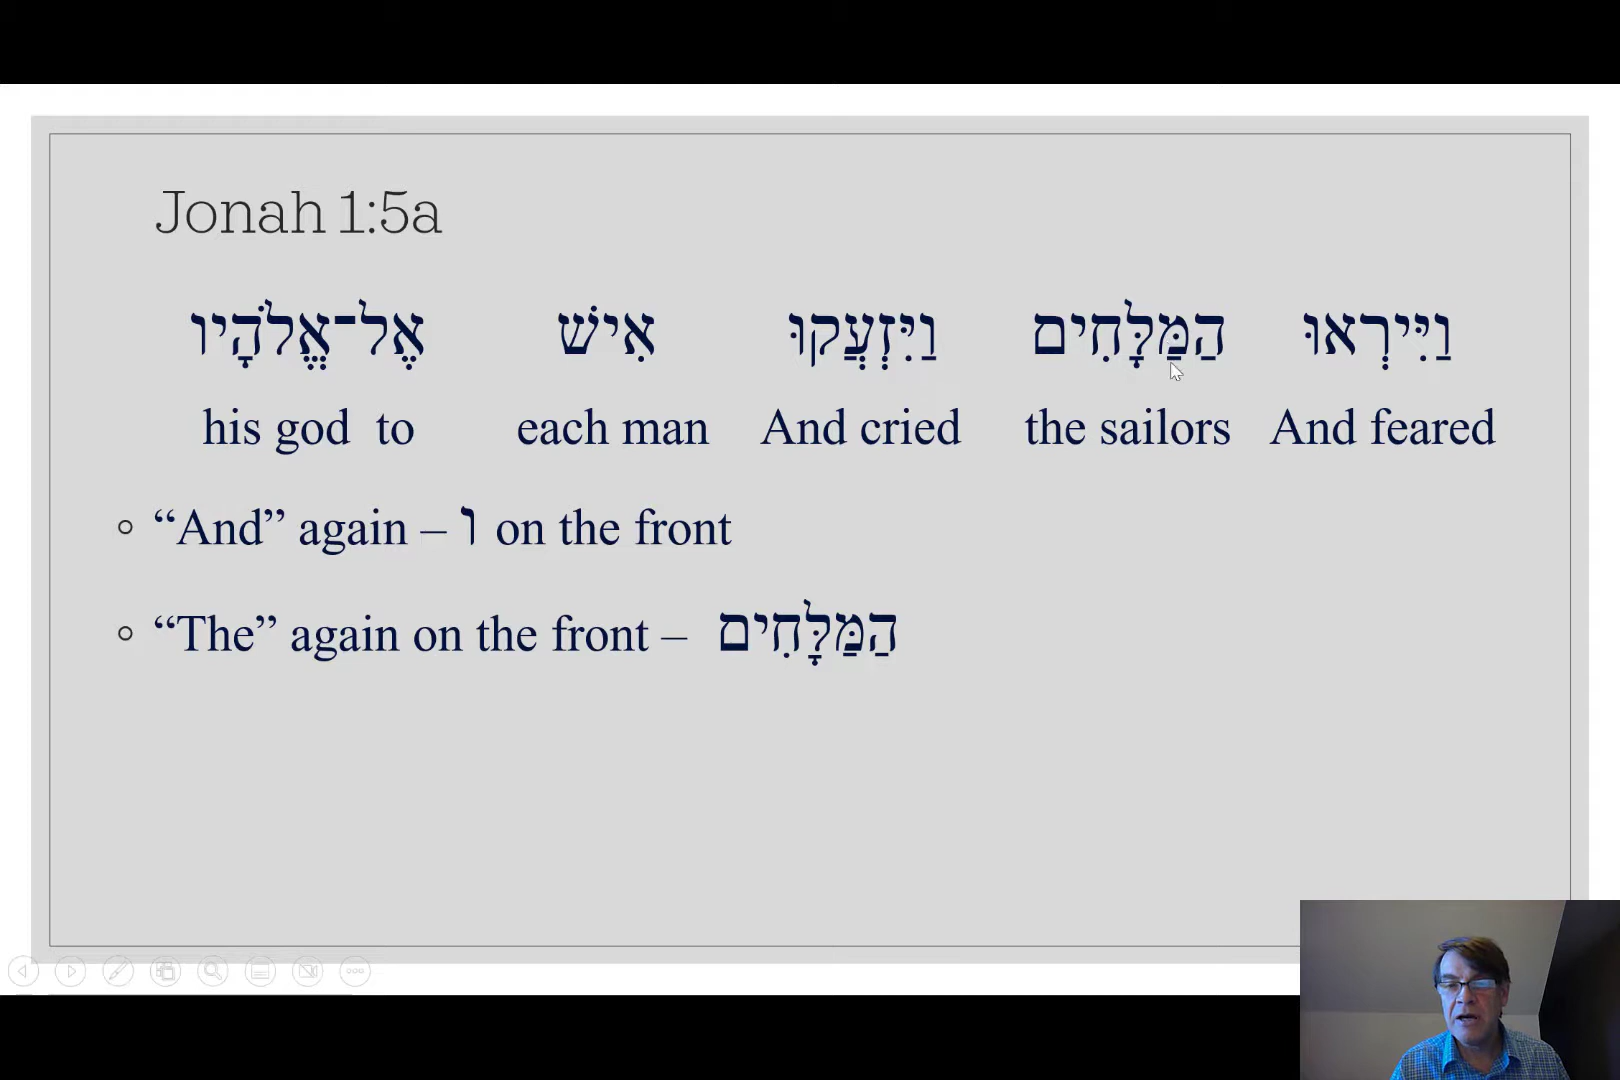 Jonah 1:5a
וַיִּירְאוּ הַמַּלָּחִים וַיִּזְעֲקוּ אִישׁ אֶל־אֱלֹהָיו
his god to each man And cried the sailors And feared
“And” again – ו on the front
“The” again on the front – הַמַּלָּחִים